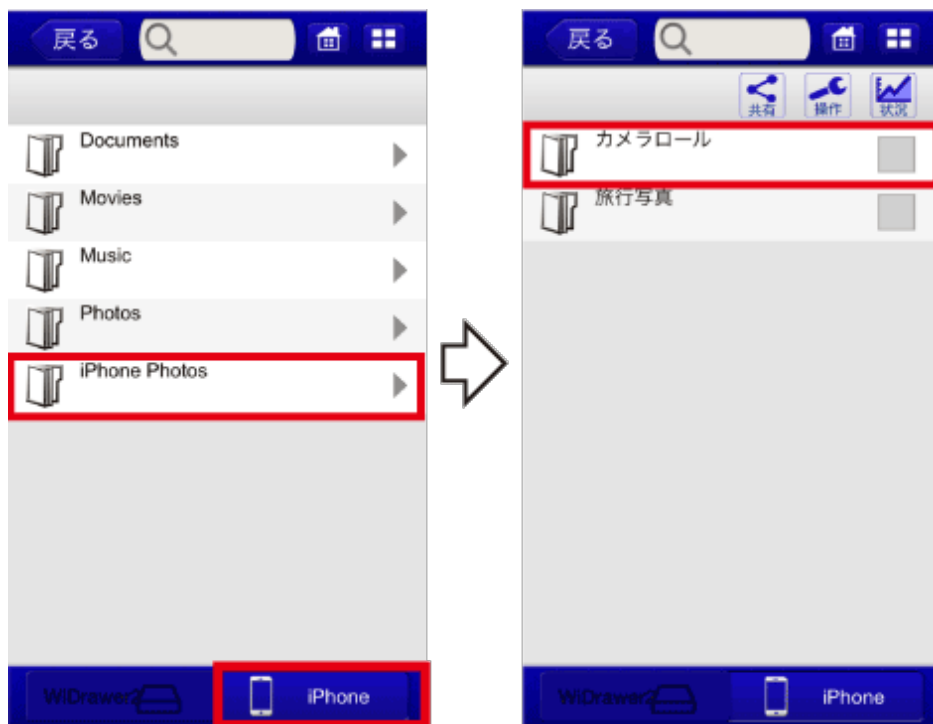 戻る
Documents
Movies
Music
Photos
iPhone Photos
WiDrawer2
iPhone
戻る
共有
操作
状況
カメラロール
旅行写真
WiDrawer2
iPhone